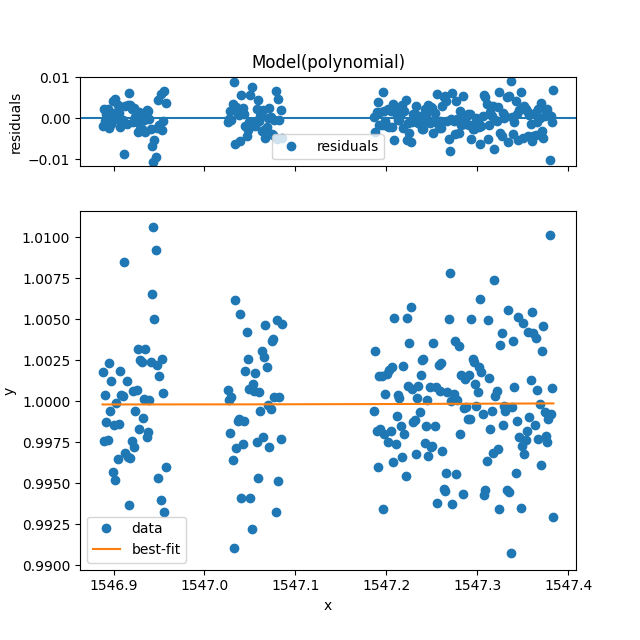 Model(polynomial)
0.01
0.00
−0.01
residuals
residuals
1.0100
1.0075
1.0050
1.0025
1.0000
0.9975
0.9950
0.9925
0.9900
y
data
best-fit
1546.9
1547.0
1547.1
1547.2
1547.3
1547.4
x